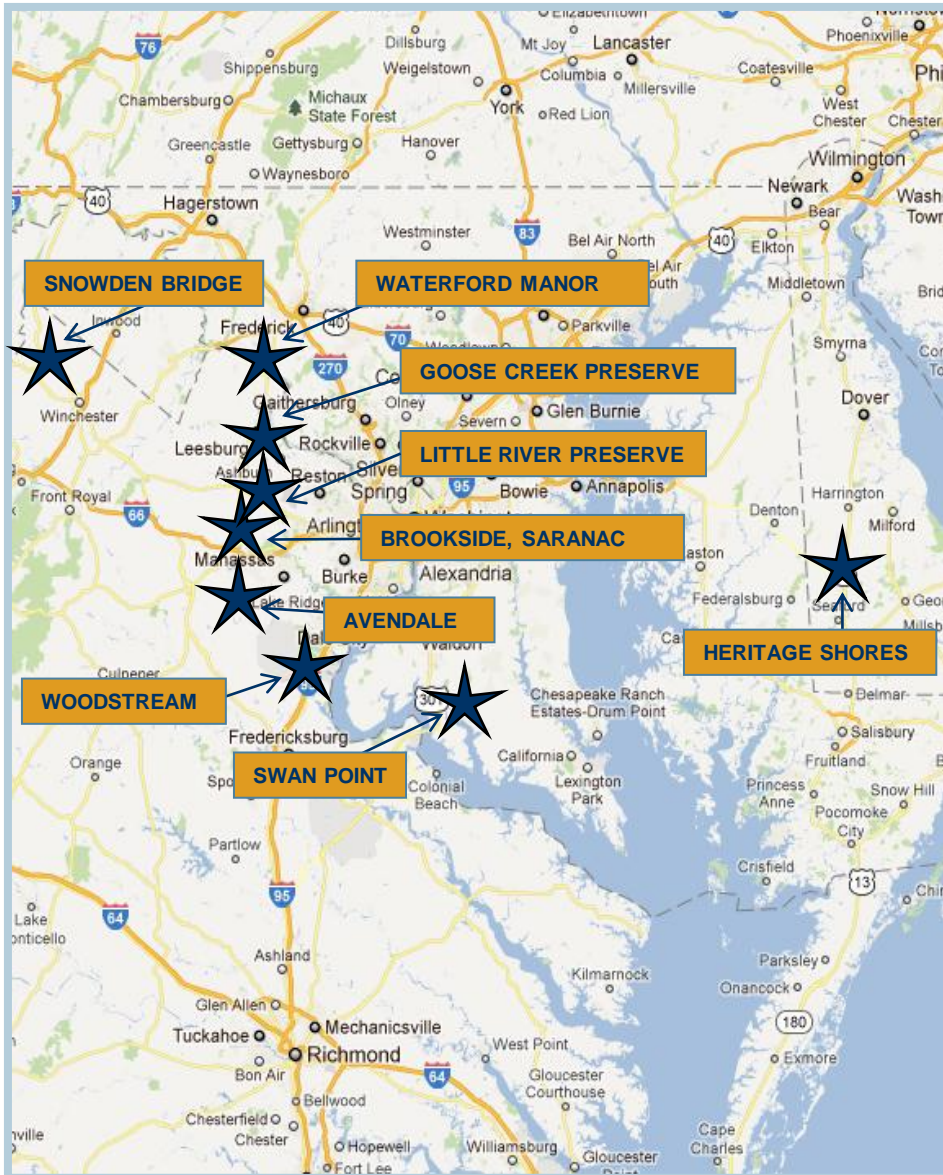 Elizabethtown
76
Dillsburg
Mt Joy
Lancaster
Phoenixville
Shippensburg
Weigelstown
Columbia
Millersville
Coatesville
Chambersburg
Michaux
State Forest
York
Red Lion
West
Chester
Chester
Greencastle
Gettysburg
Hanover
Waynesboro
Wilmington
Newark
40
Hagerstown
Bear
Westminster
83
Bel Air North
40
Elkton
Middletown
SNOWDEN BRIDGE
WATERFORD MANOR
Inwood
Frederick
40
70
Parkville
Smyrna
270
GOOSE CREEK PRESERVE
Winchester
Gaithersburg
Olney
Severn
Glen Burnie
Dover
Leesburg
Rockville
LITTLE RIVER PRESERVE
Ashburn
Reston
Silver
Spring
95
Bowie
Annapolis
Front Royal
66
Harrington
Denton
Milford
BROOKSIDE, SARANAC
Manassas
Burke
Alexandria
Federalsburg
Seaford
Lake Ridge
AVENDALE
HERITAGE SHORES
Culpeper
WOODSTREAM
95
Waldorf
301
Chesapeake Ranch
Estates-Drum Point
Delmar
Salisbury
Fredericksburg
SWAN POINT
California
Fruitland
Orange
Colonial
Beach
Lexington
Park
Princess
Anne
Snow Hill
Pocomoke
City
Partlow
Crisfield
13
95
64
Lake
Ashland
Parksley
Kilmarnock
Onancock
Glen Allen
Tuckahoe
Mechanicsville
180
Richmond
West Point
Exmore
Bon Air
64
Gloucester
Courthouse
Bellwood
Chesterfield
Chester
Hopewell
Williamsburg
Cape
Charles
Fort Lee
Gloucester